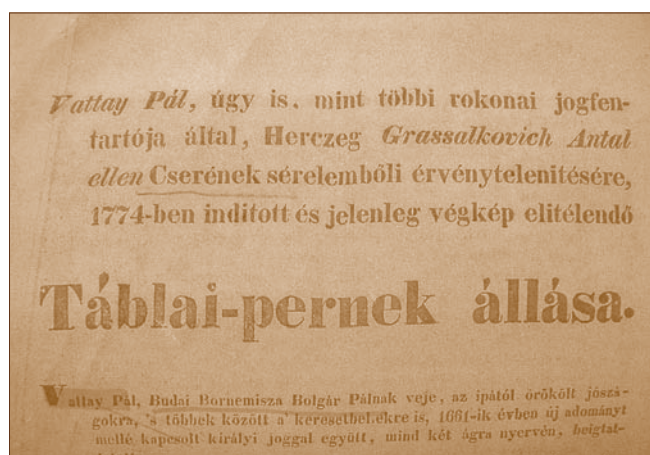 Vattay Pál, úgy is, mint többi rokonai jogfen-
tartója által, Herczeg Grassalkovich Antal
ellen Cserének sérelembőli érvénytelenitésére,
1774-ben inditott és jelenleg végkép elitélendő
Táblai-pernek állása.
Vattay Pál, Budai Bornemisza Bolgár Pálnak veje, az ipától örökölt jószá-
gokra, 's többek között a' keresetbeliekre is, 1661-ik évben új adományt
mellé kapcsolt királyi joggal együtt, mind két ágra nyervén, beigtat-